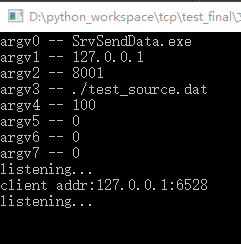 D:\python_workspace\tcp\test_final\
argv0 -- SrvSendData.exe
argv1 -- 127.0.0.1
argv2 -- 8001
argv3 -- ./test_source.dat
argv4 -- 100
argv5 -- 0
argv6 -- 0
argv7 -- 0
listening...
client addr:127.0.0.1:6528
listening...